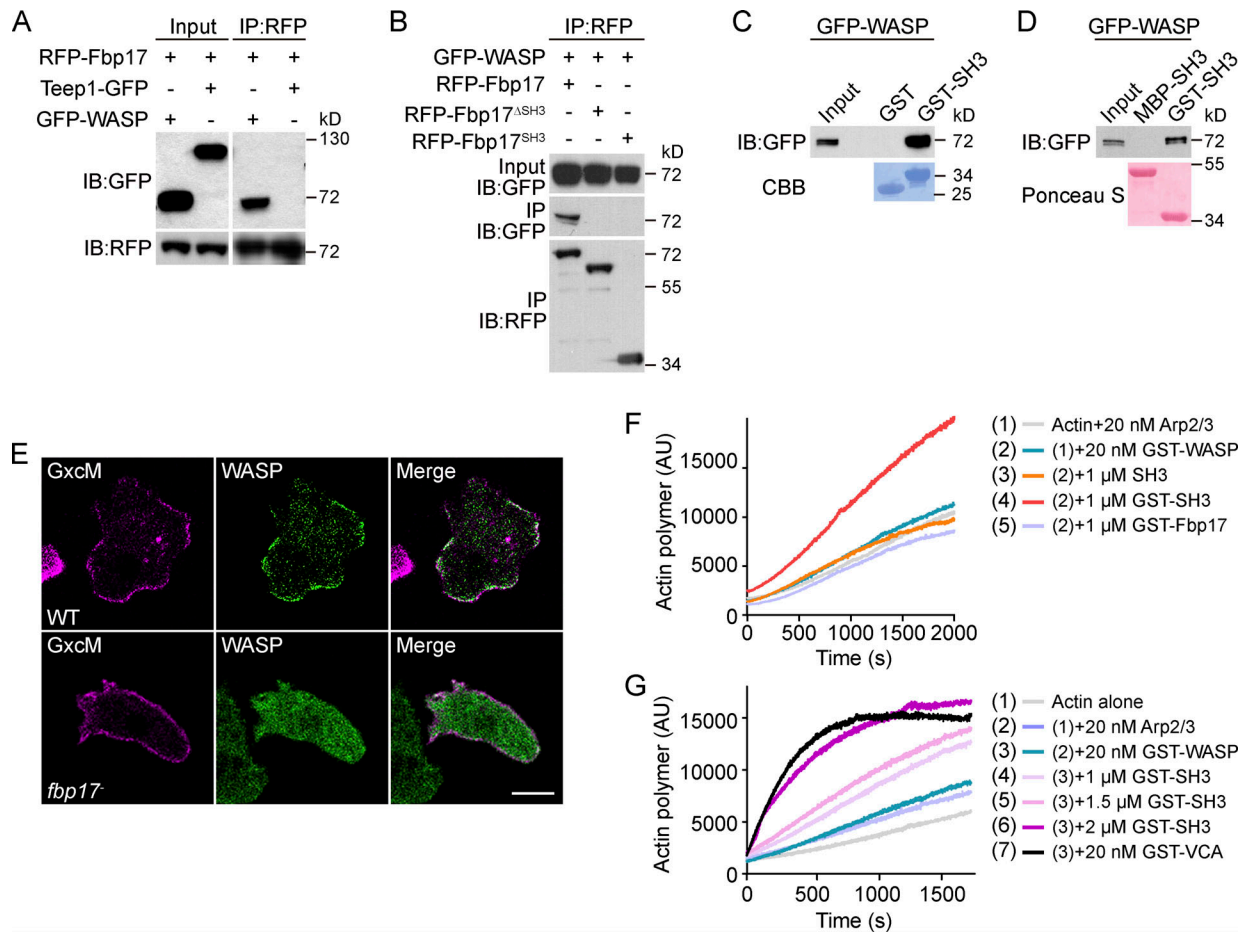 A
Input IP:RFP
RFP-Fbp17 + + + +
Teep1-GFP - + - +
GFP-WASP + - + - kD
IB:GFP
130
72
IB:RFP
72
B
IP:RFP
GFP-WASP + + +
RFP-Fbp17 + - -
RFP-Fbp17ΔSH3 - + -
RFP-Fbp17SH3 - - +
kD
Input
IB:GFP
72
IP
IB:GFP
72
IP
IB:RFP
72
55
34
C
GFP-WASP
Input GST GST-SH3
kD
IB:GFP
72
CBB
34
25
D
GFP-WASP
Input MBP-SH3 GST-SH3
kD
IB:GFP
72
55
Ponceau S
34
E
GxcM WASP Merge
WT
GxcM WASP Merge
fbp17-
F
Actin polymer (AU)
15000
10000
5000
0
0 500 1000 1500 2000
Time (s)
(1) Actin+20 nM Arp2/3
(2) (1)+20 nM GST-WASP
(3) (2)+1 µM SH3
(4) (2)+1 µM GST-SH3
(5) (2)+1 µM GST-Fbp17
G
Actin polymer (AU)
15000
10000
5000
0
0 500 1000 1500
Time (s)
(1) Actin alone
(2) (1)+20 nM Arp2/3
(3) (2)+20 nM GST-WASP
(4) (3)+1 µM GST-SH3
(5) (3)+1.5 µM GST-SH3
(6) (3)+2 µM GST-SH3
(7) (3)+20 nM GST-VCA